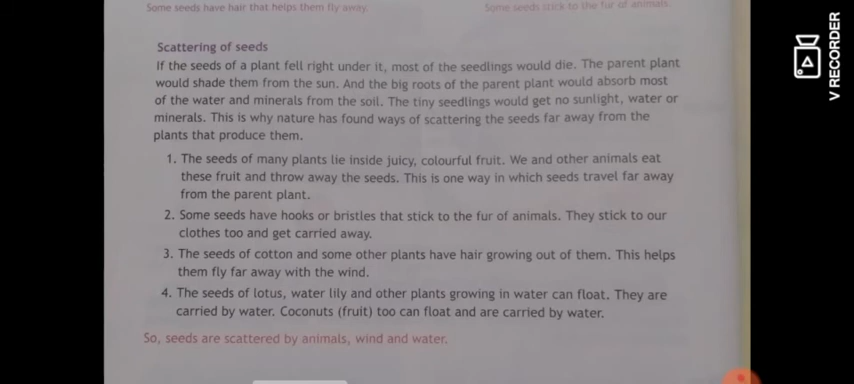 Some seeds have hair that helps them fly away.
Some seeds stick to the fur of animals.
Scattering of seeds
If the seeds of a plant fell right under it, most of the seedlings would die. The parent plant
would shade them from the sun. And the big roots of the parent plant would absorb most
of the water and minerals from the soil. The tiny seedlings would get no sunlight, water or
minerals. This is why nature has found ways of scattering the seeds far away from the
plants that produce them.
1. The seeds of many plants lie inside juicy, colourful fruit. We and other animals eat
these fruit and throw away the seeds. This is one way in which seeds travel far away
from the parent plant.
2. Some seeds have hooks or bristles that stick to the fur of animals. They stick to our
clothes too and get carried away.
3. The seeds of cotton and some other plants have hair growing out of them. This helps
them fly far away with the wind.
4. The seeds of lotus, water lily and other plants growing in water can float. They are
carried by water. Coconuts (fruit) too can float and are carried by water.
So, seeds are scattered by animals, wind and water.
V RECORDER